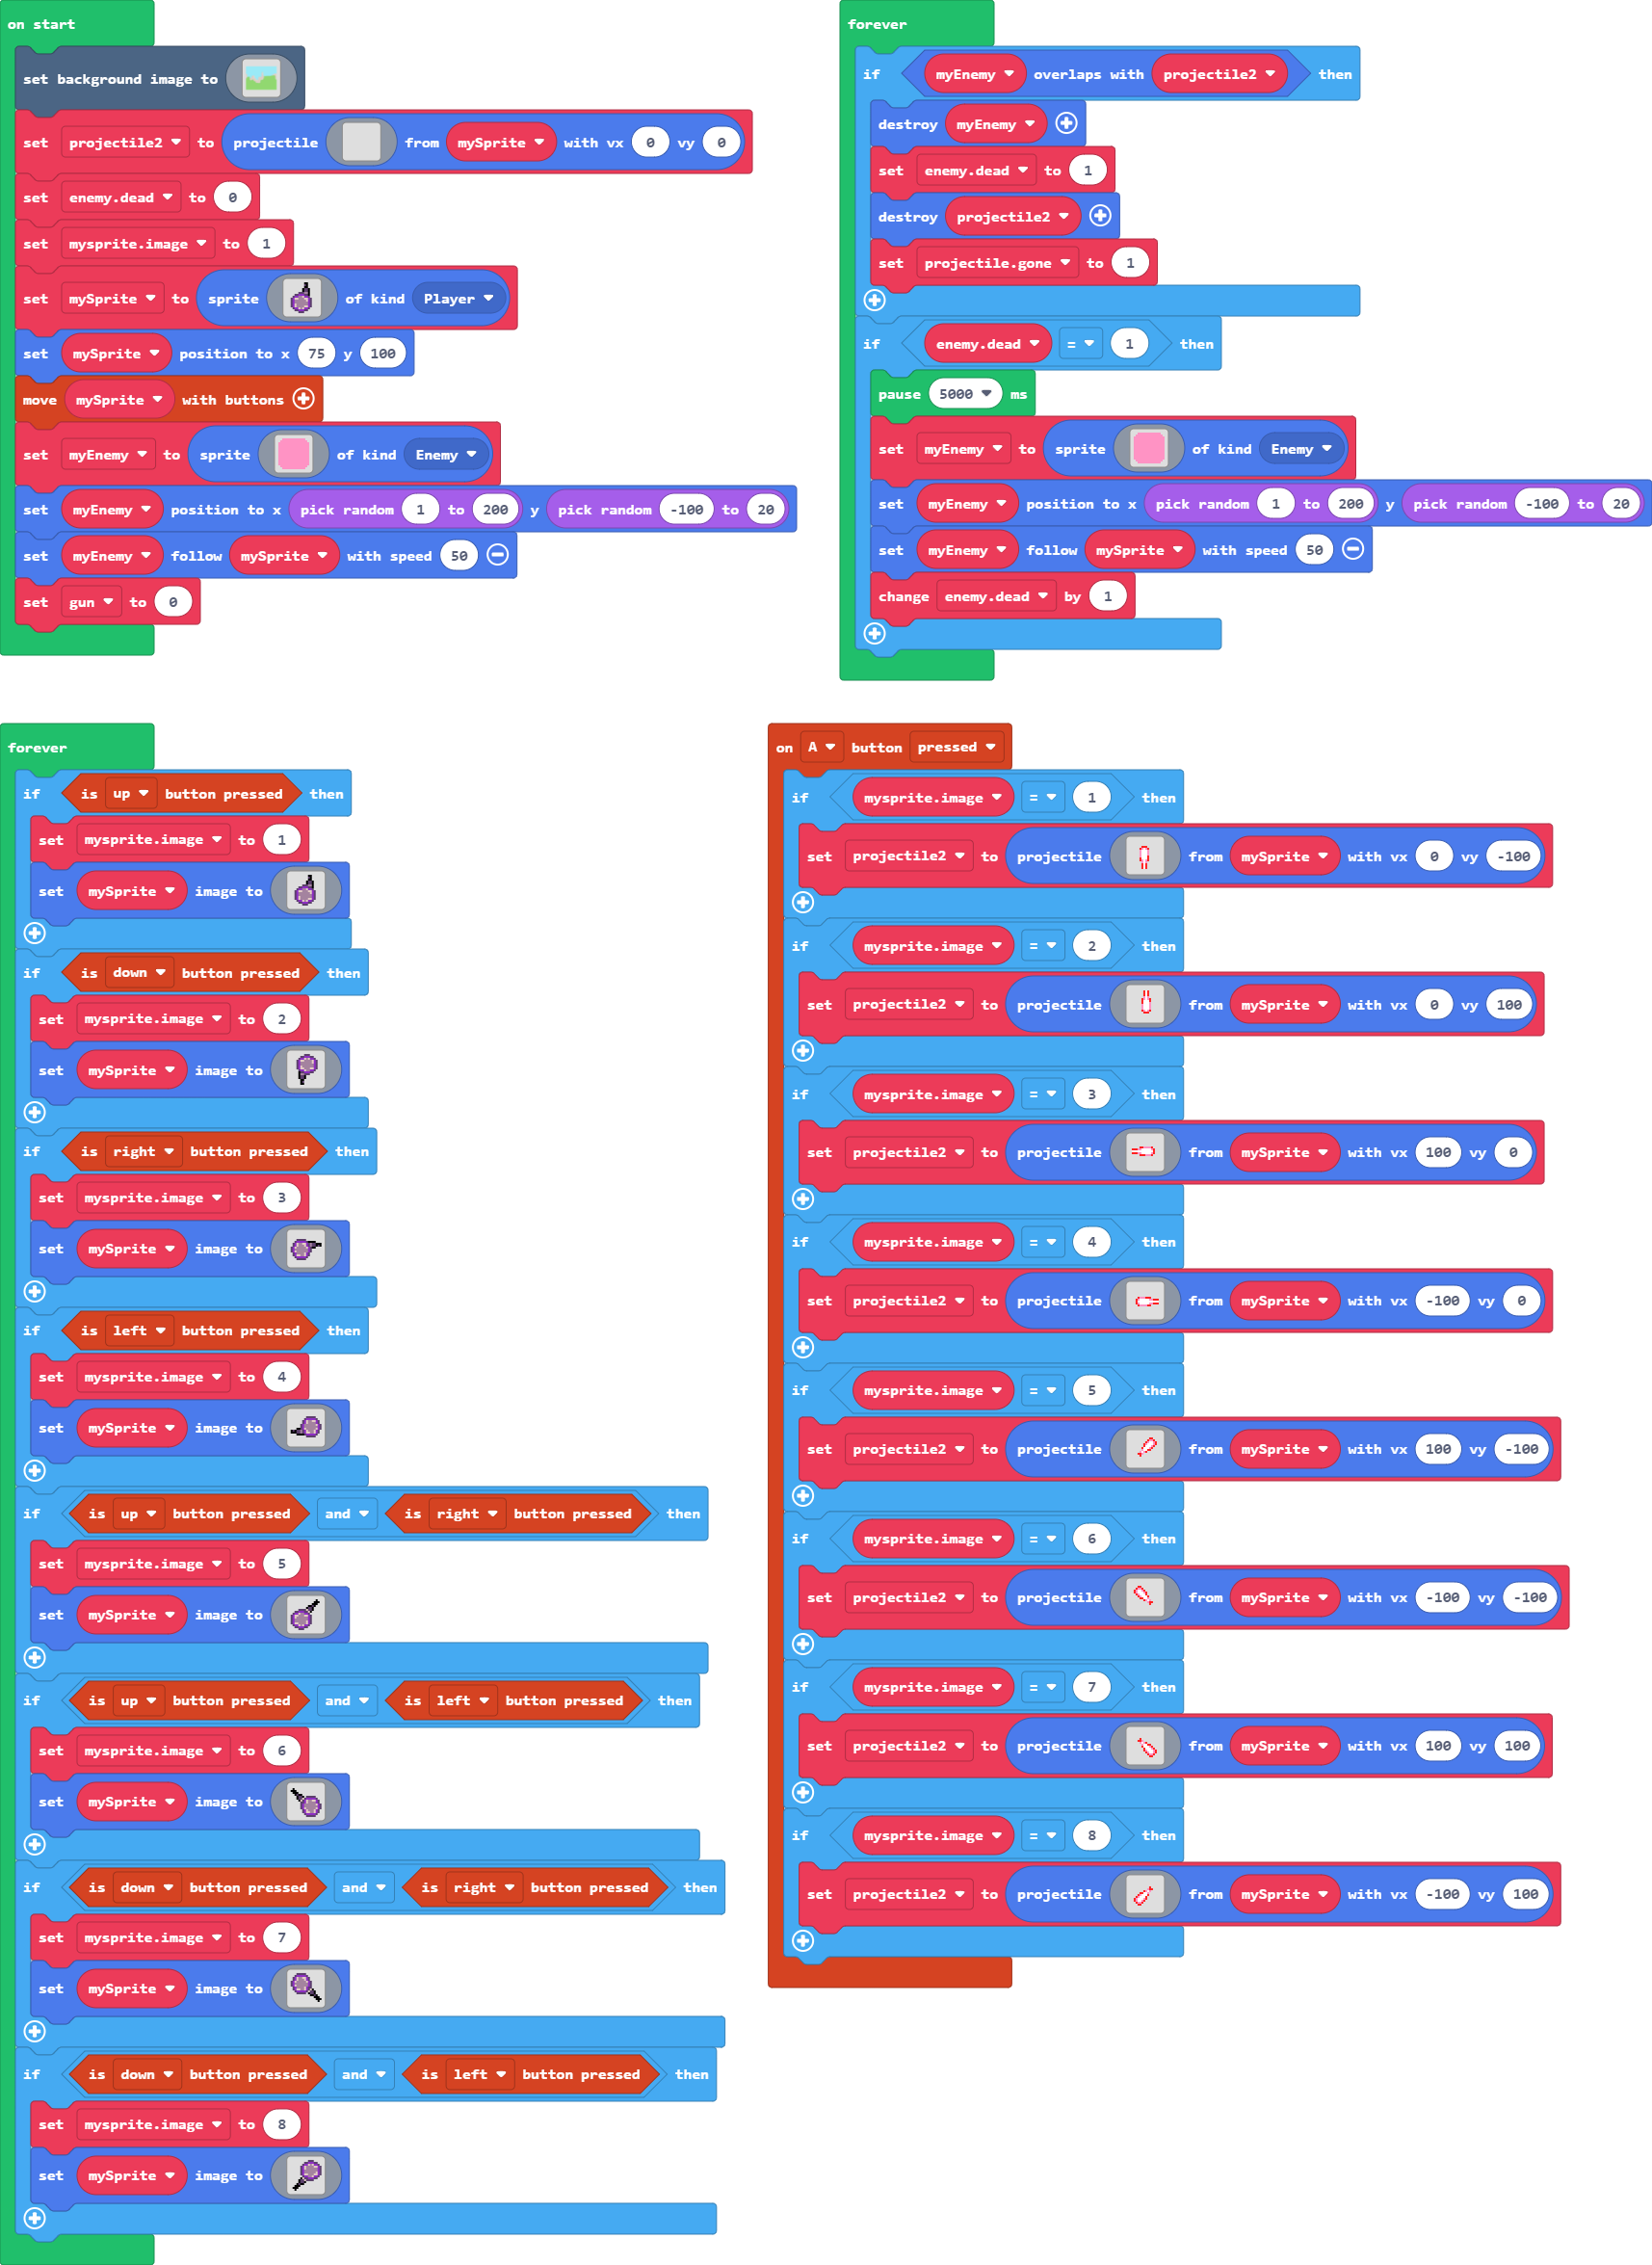 on start
set background image to
set projectile2 to projectile from mySprite with vx 0 vy 0
set enemy.dead to 0
set mysprite.image to 1
set mySprite to sprite of kind Player
set mySprite position to x 75 y 100
move mySprite with buttons
set myEnemy to sprite of kind Enemy
set myEnemy position to x pick random 1 to 200 y pick random -100 to 20
set myEnemy follow mySprite with speed 50
set gun to 0
forever
if myEnemy overlaps with projectile2 then
destroy myEnemy
set enemy.dead to 1
destroy projectile2
set projectile.gone to 1
if enemy.dead = 1 then
pause 5000 ms
set myEnemy to sprite of kind Enemy
set myEnemy position to x pick random 1 to 200 y pick random -100 to 20
set myEnemy follow mySprite with speed 50
change enemy.dead by 1
forever
if is up button pressed then
set mysprite.image to 1
set mySprite image to
if is down button pressed then
set mysprite.image to 2
set mySprite image to
if is right button pressed then
set mysprite.image to 3
set mySprite image to
if is left button pressed then
set mysprite.image to 4
set mySprite image to
if is up button pressed and is right button pressed then
set mysprite.image to 5
set mySprite image to
if is up button pressed and is left button pressed then
set mysprite.image to 6
set mySprite image to
if is down button pressed and is right button pressed then
set mysprite.image to 7
set mySprite image to
if is down button pressed and is left button pressed then
set mysprite.image to 8
set mySprite image to
on A button pressed
if mysprite.image = 1 then
set projectile2 to projectile from mySprite with vx 0 vy -100
if mysprite.image = 2 then
set projectile2 to projectile from mySprite with vx 0 vy 100
if mysprite.image = 3 then
set projectile2 to projectile from mySprite with vx 100 vy 0
if mysprite.image = 4 then
set projectile2 to projectile from mySprite with vx -100 vy 0
if mysprite.image = 5 then
set projectile2 to projectile from mySprite with vx 100 vy -100
if mysprite.image = 6 then
set projectile2 to projectile from mySprite with vx -100 vy -100
if mysprite.image = 7 then
set projectile2 to projectile from mySprite with vx 100 vy 100
if mysprite.image = 8 then
set projectile2 to projectile from mySprite with vx -100 vy 100